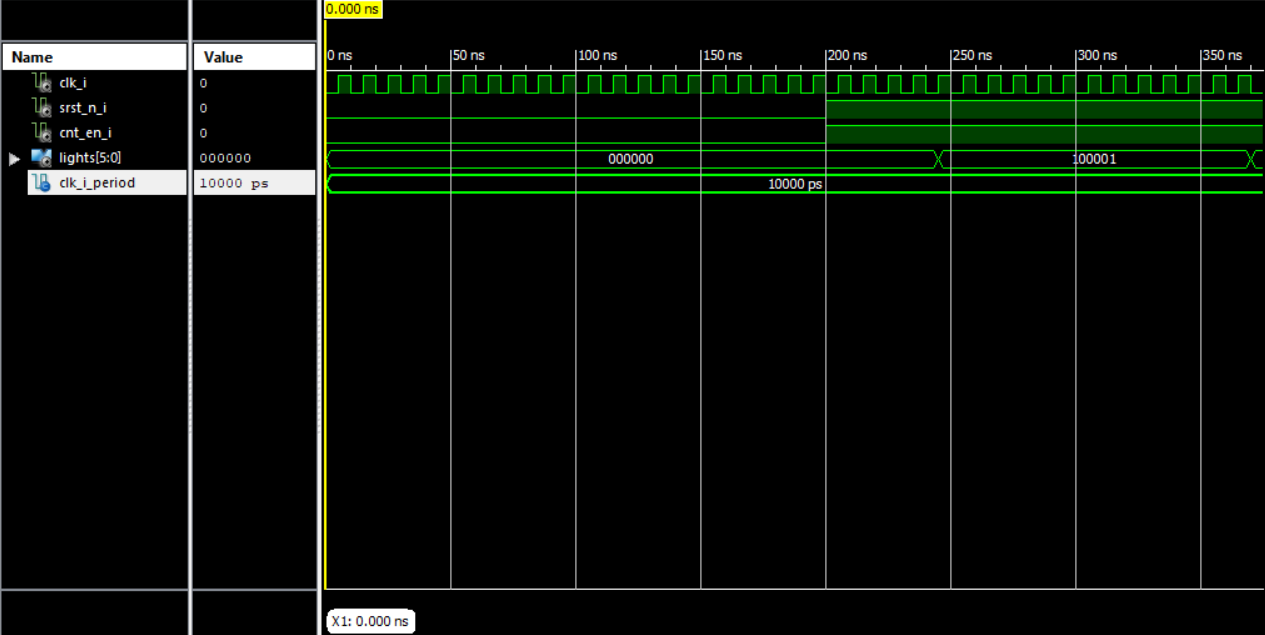 0.000 ns
Name Value 0 ns 50 ns 100 ns 150 ns 200 ns 250 ns 300 ns 350 ns
clk_i 0
srst_n_i 0
cnt_en_i 0
lights[5:0] 000000 000000 100001
clk_i_period 10000 ps 10000 ps
X1: 0.000 ns